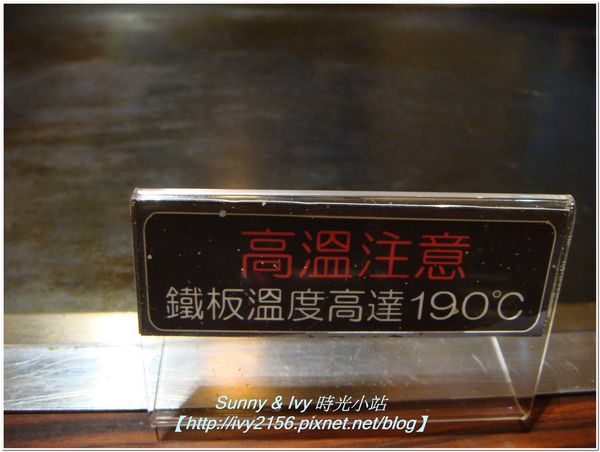 高溫注意
鐵板溫度高達190℃
Sunny & Ivy 時光小站
【http://ivy2156.pixnet.net/blog】